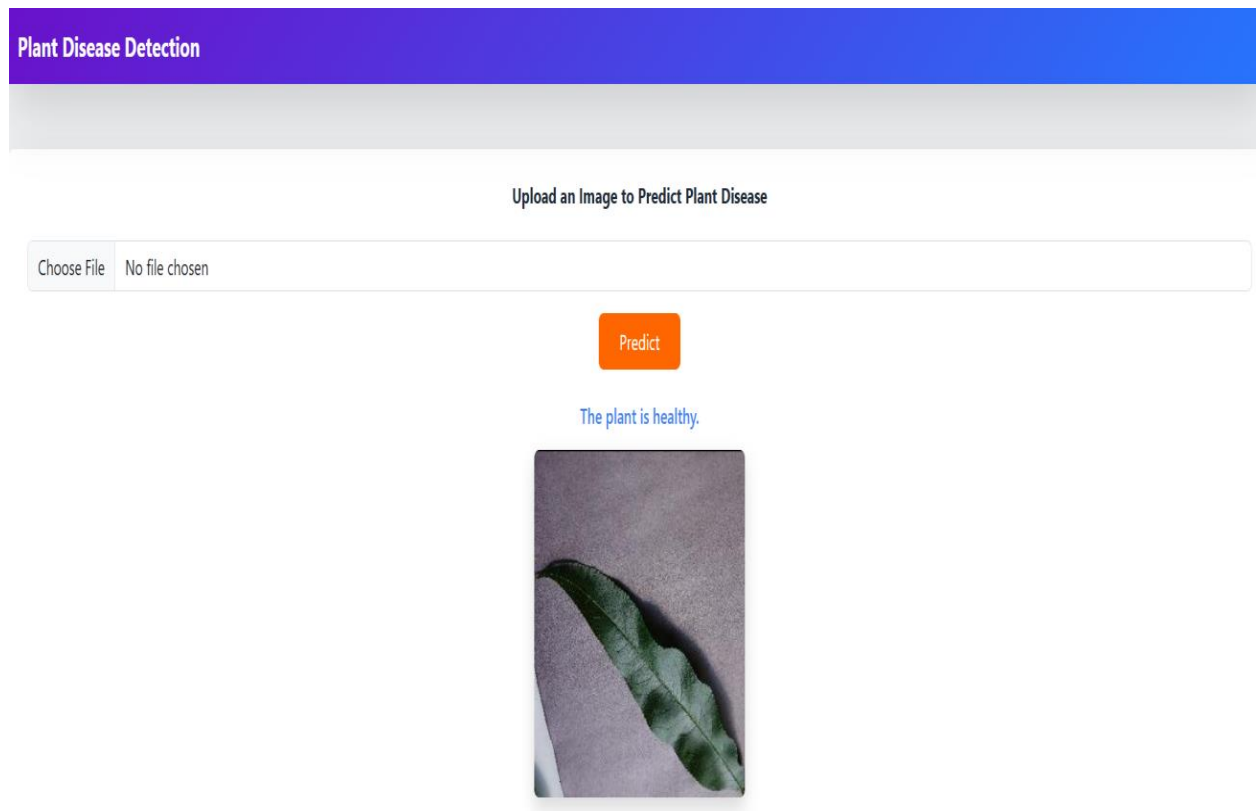 Plant Disease Detection
Upload an Image to Predict Plant Disease
Choose File No file chosen
Predict
The plant is healthy.